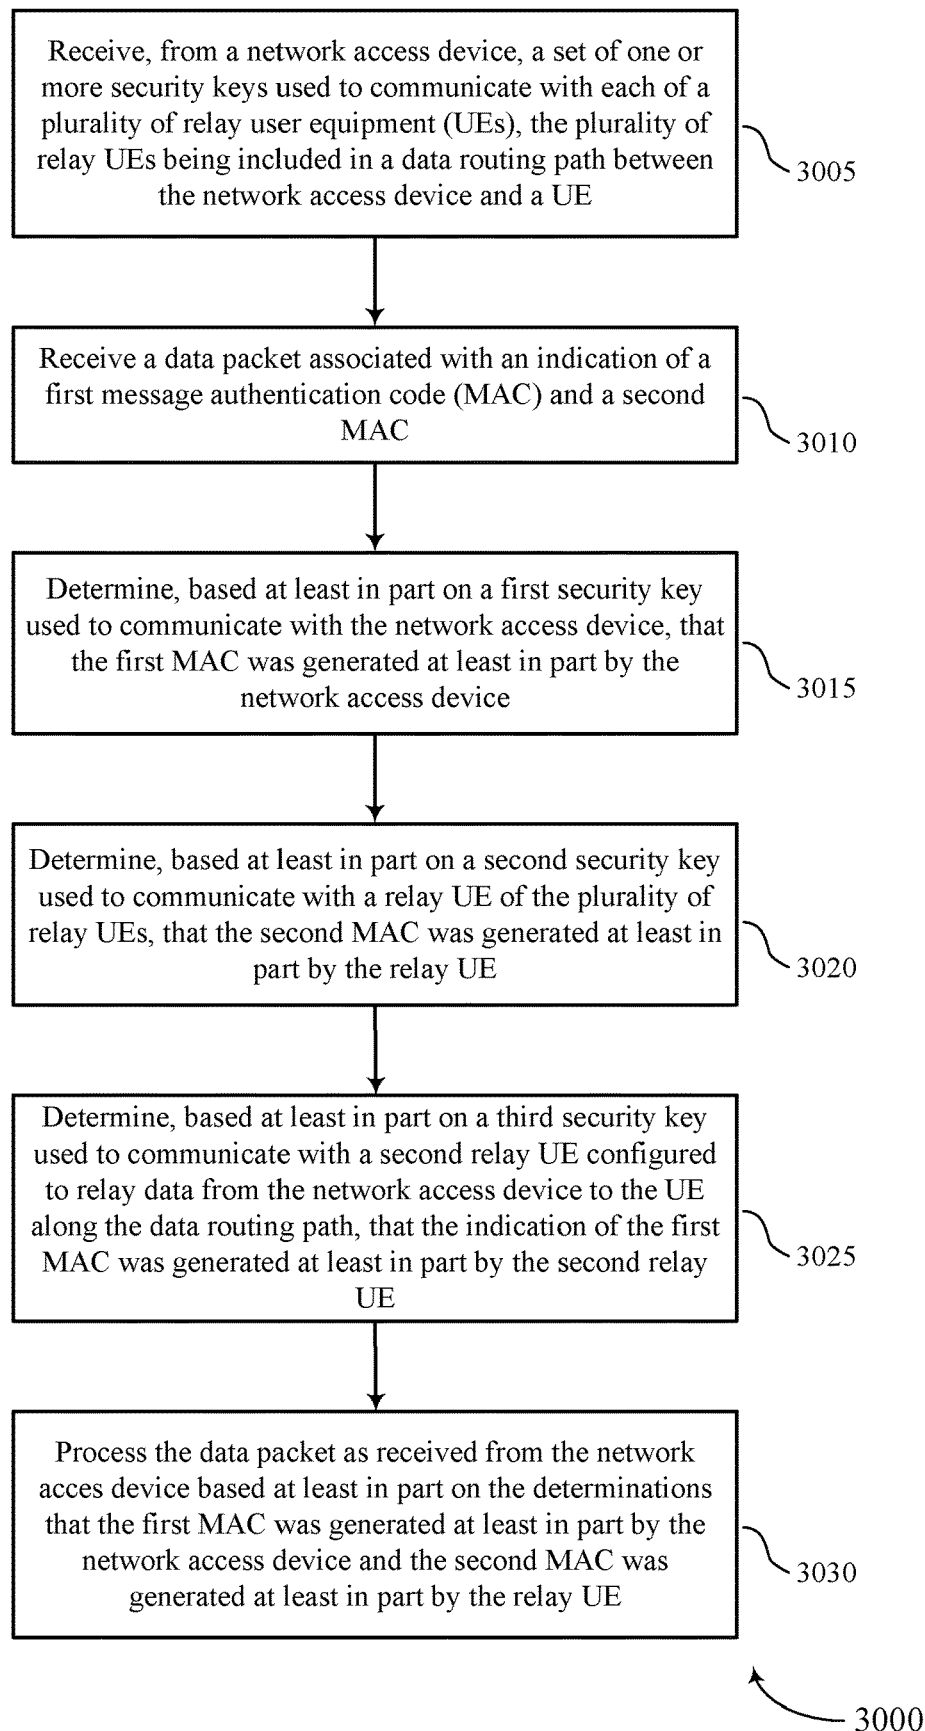 Receive, from a network access device, a set of one or
more security keys used to communicate with each of a
plurality of relay user equipment (UEs), the plurality of
relay UEs being included in a data routing path between
the network access device and a UE
3005
Receive a data packet associated with an indication of a
first message authentication code (MAC) and a second
MAC
3010
Determine, based at least in part on a first security key
used to communicate with the network access device, that
the first MAC was generated at least in part by the
network access device
3015
Determine, based at least in part on a second security key
used to communicate with a relay UE of the plurality of
relay UEs, that the second MAC was generated at least in
part by the relay UE
3020
Determine, based at least in part on a third security key
used to communicate with a second relay UE configured
to relay data from the network access device to the UE
along the data routing path, that the indication of the first
MAC was generated at least in part by the second relay
UE
3025
Process the data packet as received from the network
acces device based at least in part on the determinations
that the first MAC was generated at least in part by the
network access device and the second MAC was
generated at least in part by the relay UE
3030
3000